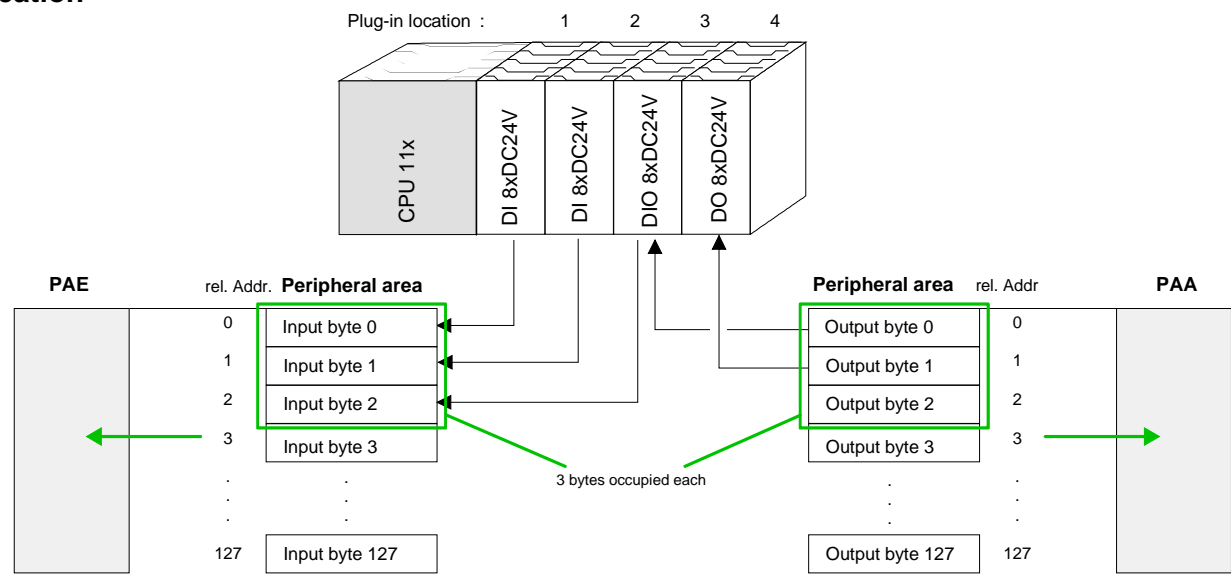 Plug-in location : 1 2 3 4
CPU 11x
DI 8xDC24V
DI 8xDC24V
DIO 8xDC24V
DO 8xDC24V
PAE rel. Addr. Peripheral area Peripheral area rel. Addr PAA
0 Input byte 0 Output byte 0 0
1 Input byte 1 Output byte 1 1
2 Input byte 2 Output byte 2 2
3 Input byte 3 Output byte 3 3
3 bytes occupied each
. . . .
. . . .
. . . .
127 Input byte 127 Output byte 127 127